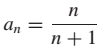 aₙ = n / (n + 1)